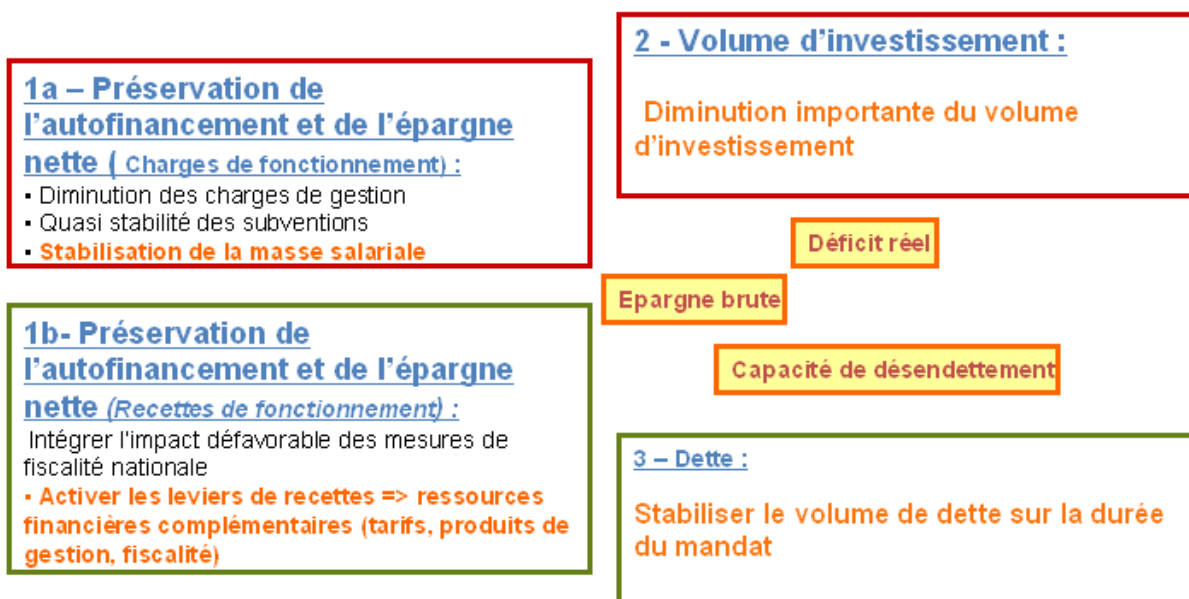 1a – Préservation de
l'autofinancement et de l'épargne
nette ( Charges de fonctionnement) :
▪ Diminution des charges de gestion
▪ Quasi stabilité des subventions
▪ Stabilisation de la masse salariale
1b- Préservation de
l'autofinancement et de l'épargne
nette (Recettes de fonctionnement) :
Intégrer l'impact défavorable des mesures de
fiscalité nationale
▪ Activer les leviers de recettes => ressources
financières complémentaires (tarifs, produits de
gestion, fiscalité)
2 - Volume d'investissement :
Diminution importante du volume
d'investissement
Déficit réel
Epargne brute
Capacité de désendettement
3 – Dette :
Stabiliser le volume de dette sur la durée
du mandat